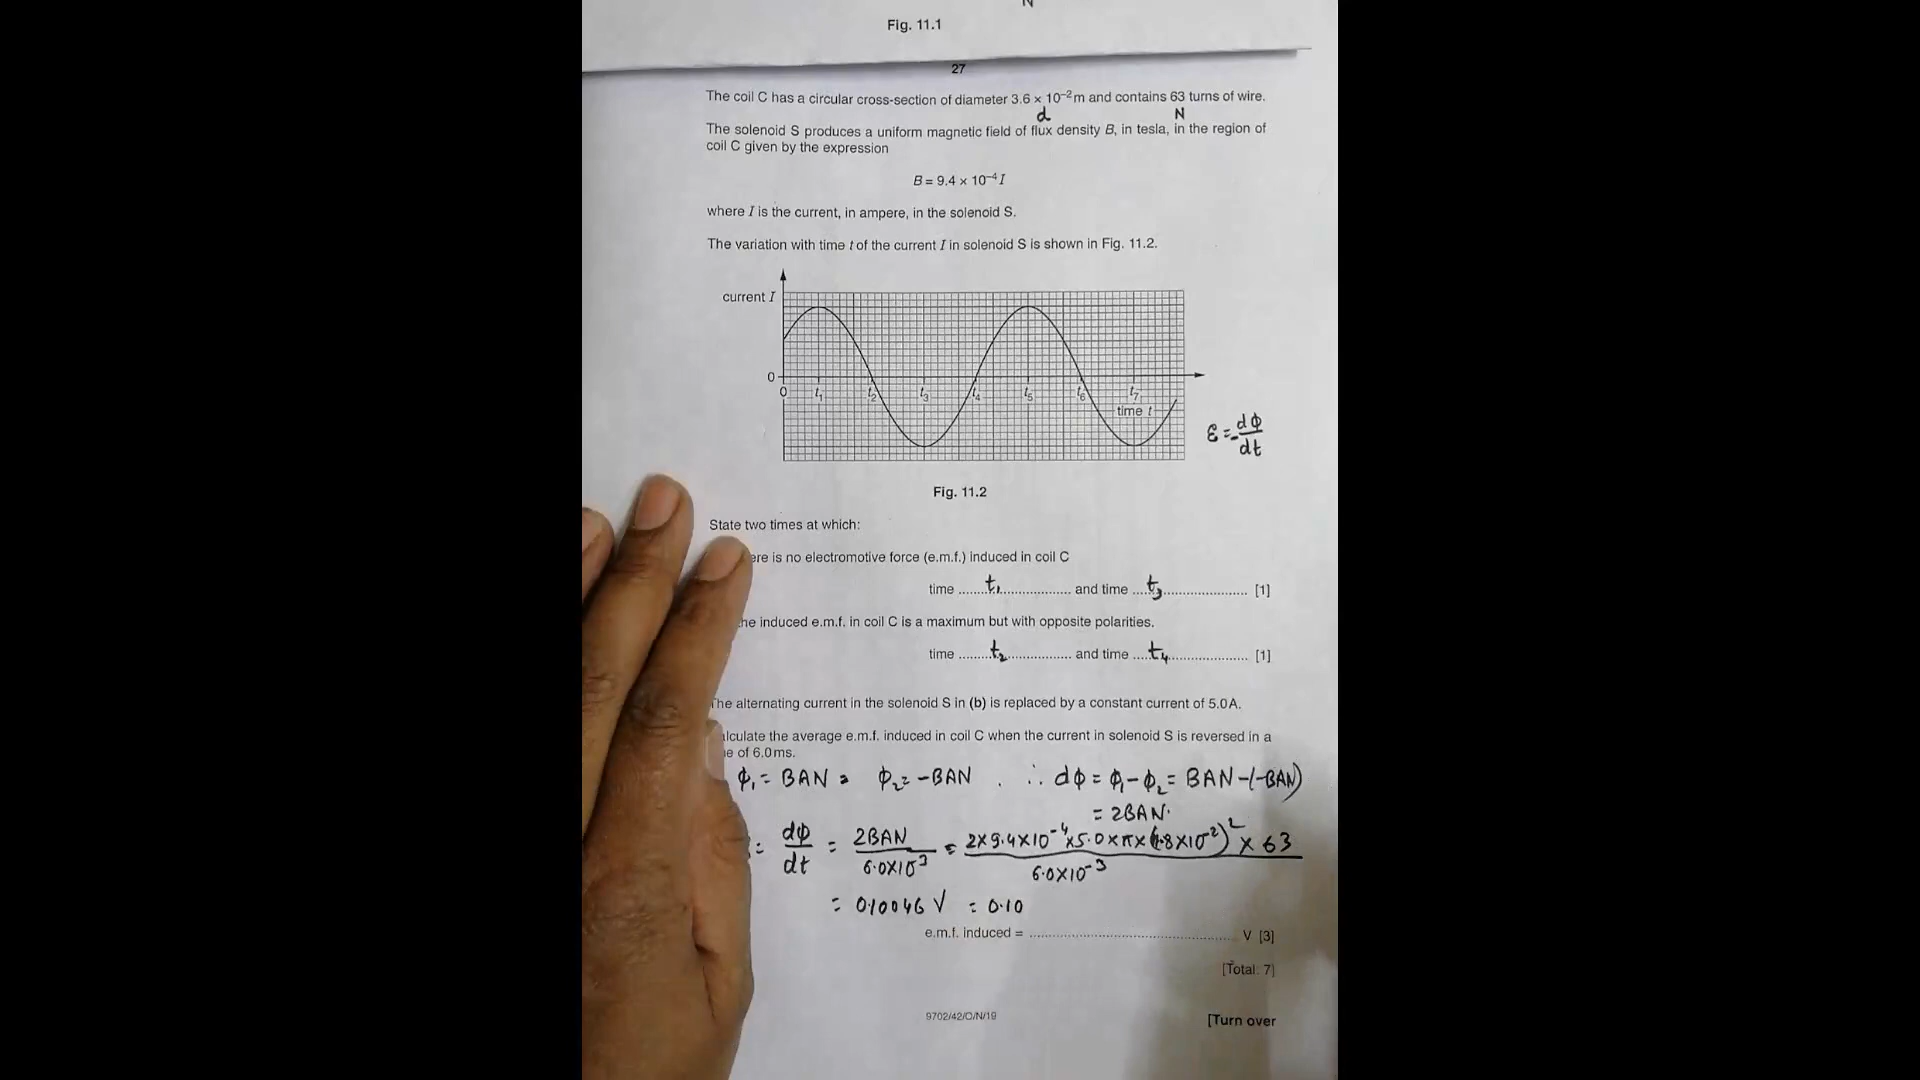 N
Fig. 11.1
27
The coil C has a circular cross-section of diameter 3.6 × 10⁻² m and contains 63 turns of wire.
d N
The solenoid S produces a uniform magnetic field of flux density B, in tesla, in the region of
coil C given by the expression
B = 9.4 × 10⁻⁴ I
where I is the current, in ampere, in the solenoid S.
The variation with time t of the current I in solenoid S is shown in Fig. 11.2.
current I
0
0 t₁ t₂ t₃ t₄ t₅ t₆ t₇
time t
ε = -dΦ/dt
Fig. 11.2
State two times at which:
ere is no electromotive force (e.m.f.) induced in coil C
time ........t₁.................... and time ....t₃...................... [1]
he induced e.m.f. in coil C is a maximum but with opposite polarities.
time .........t₂................... and time .....t₄..................... [1]
he alternating current in the solenoid S in (b) is replaced by a constant current of 5.0 A.
lculate the average e.m.f. induced in coil C when the current in solenoid S is reversed in a
e of 6.0 ms.
ϕ₁ = BAN = ϕ₂ = -BAN . ∴ dϕ = ϕ₁ - ϕ₂ = BAN - (-BAN)
= 2BAN.
= dϕ/dt = 2BAN/6.0×10⁻³ = 2×9.4×10⁻⁴×5.0×π×(1.8×10⁻²)²×63/6.0×10⁻³
= 0.10046 V = 0.10
e.m.f. induced = .................................................. V [3]
[Total: 7]
9702/42/O/N/19
[Turn over